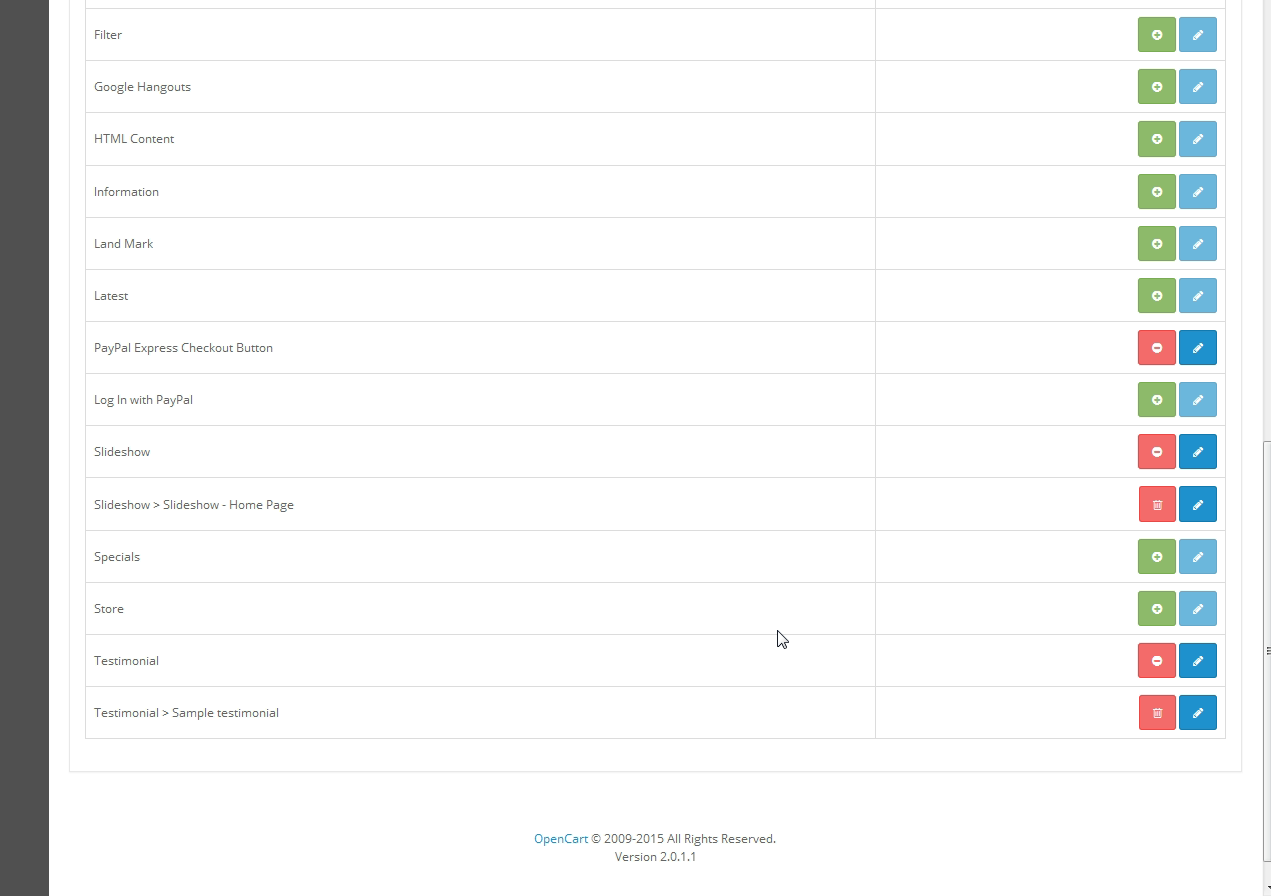 Filter
Google Hangouts
HTML Content
Information
Land Mark
Latest
PayPal Express Checkout Button
Log In with PayPal
Slideshow
Slideshow > Slideshow - Home Page
Specials
Store
Testimonial
Testimonial > Sample testimonial
OpenCart © 2009-2015 All Rights Reserved.
Version 2.0.1.1